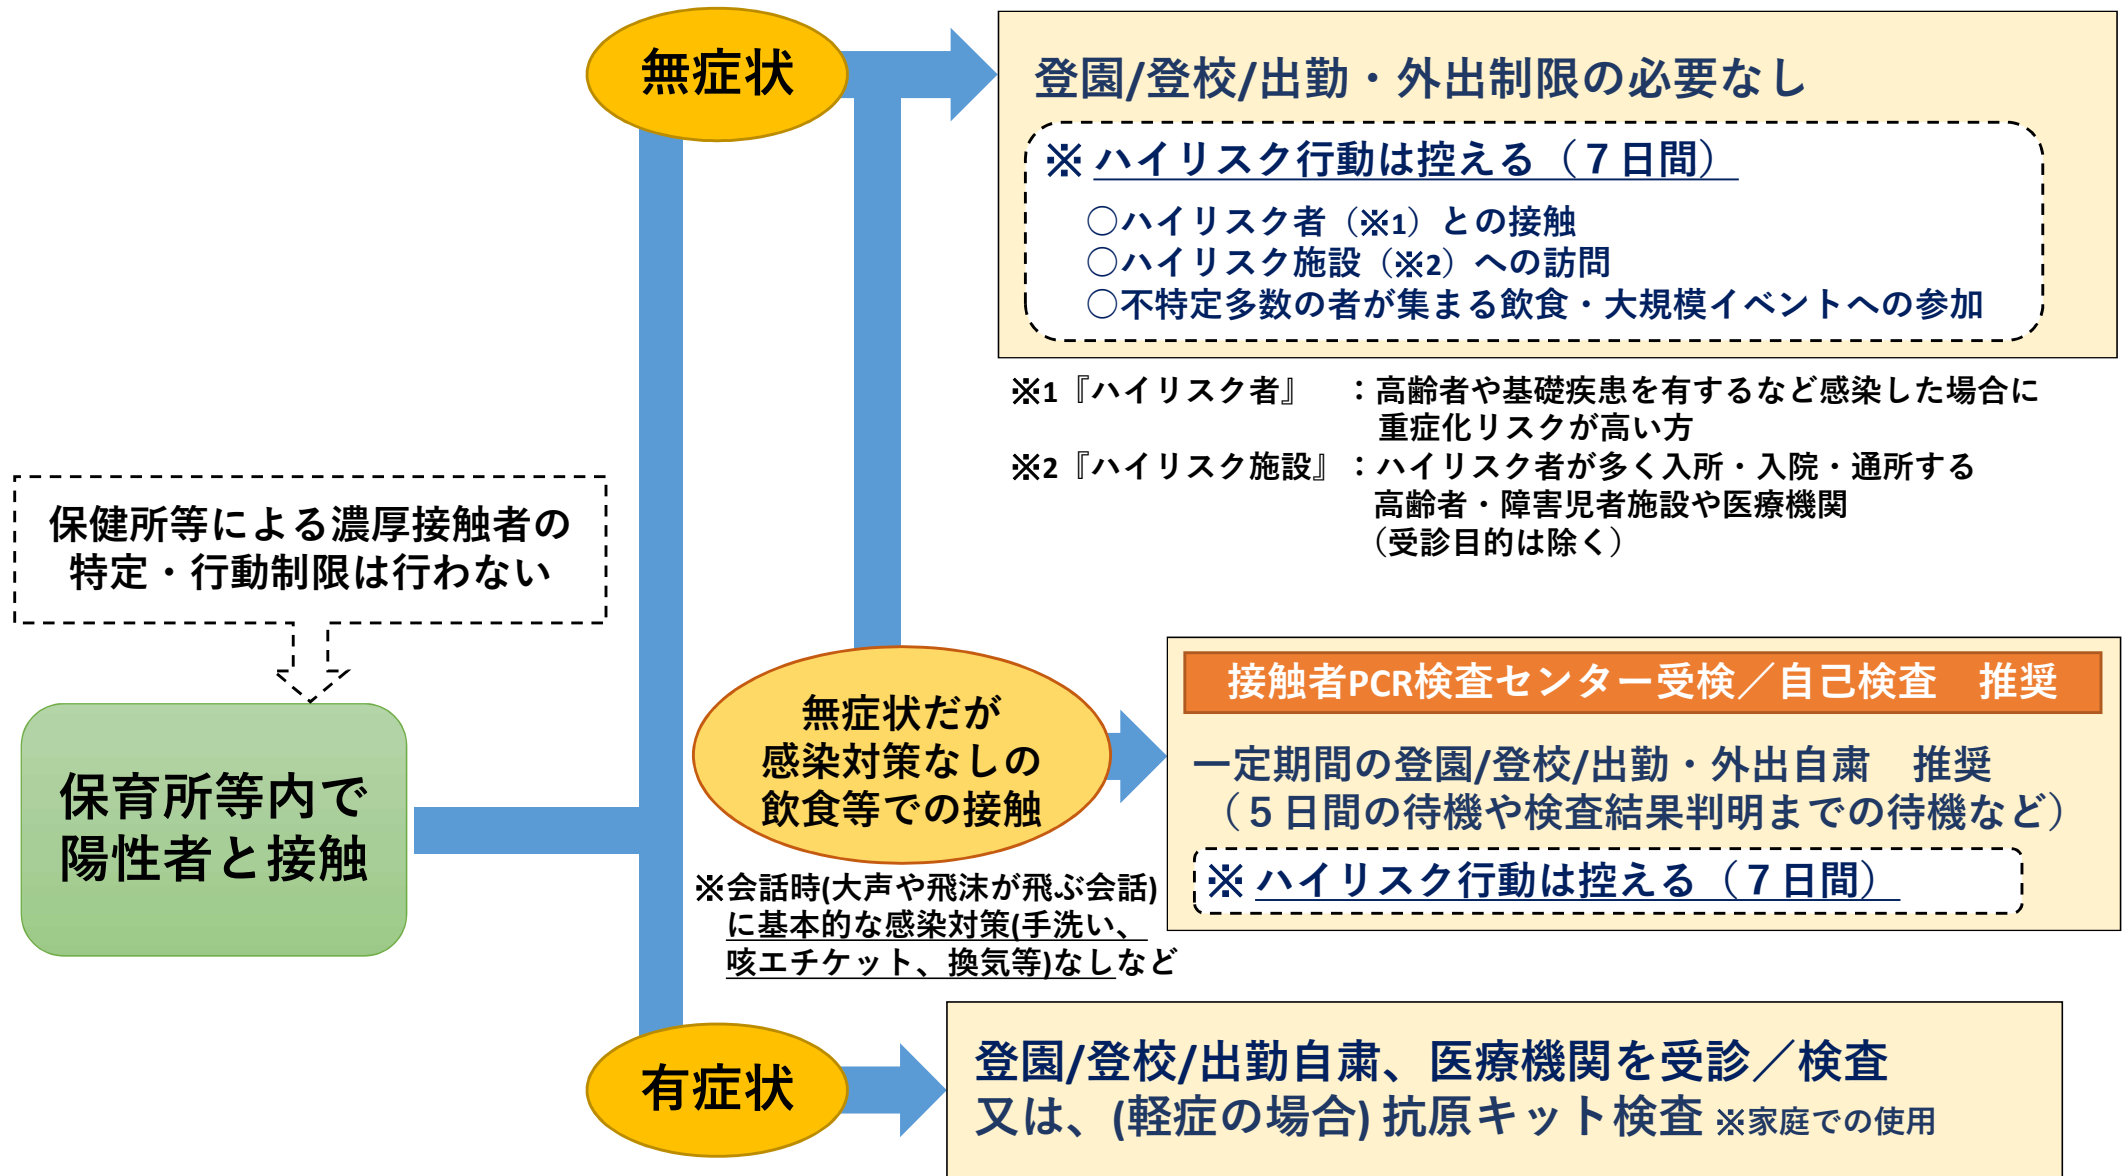 無症状
登園/登校/出勤・外出制限の必要なし
※ ハイリスク行動は控える（７日間）
○ハイリスク者（※1）との接触
○ハイリスク施設（※2）への訪問
○不特定多数の者が集まる飲食・大規模イベントへの参加
※1『ハイリスク者』　：高齢者や基礎疾患を有するなど感染した場合に
重症化リスクが高い方
※2『ハイリスク施設』：ハイリスク者が多く入所・入院・通所する
高齢者・障害児者施設や医療機関
（受診目的は除く）
保健所等による濃厚接触者の
特定・行動制限は行わない
保育所等内で
陽性者と接触
無症状だが
感染対策なしの
飲食等での接触
※会話時(大声や飛沫が飛ぶ会話)
に基本的な感染対策(手洗い、
咳エチケット、換気等)なしなど
接触者PCR検査センター受検／自己検査　推奨
一定期間の登園/登校/出勤・外出自粛　推奨
（５日間の待機や検査結果判明までの待機など）
※ ハイリスク行動は控える（７日間）
有症状
登園/登校/出勤自粛、医療機関を受診／検査
又は、(軽症の場合) 抗原キット検査 ※家庭での使用